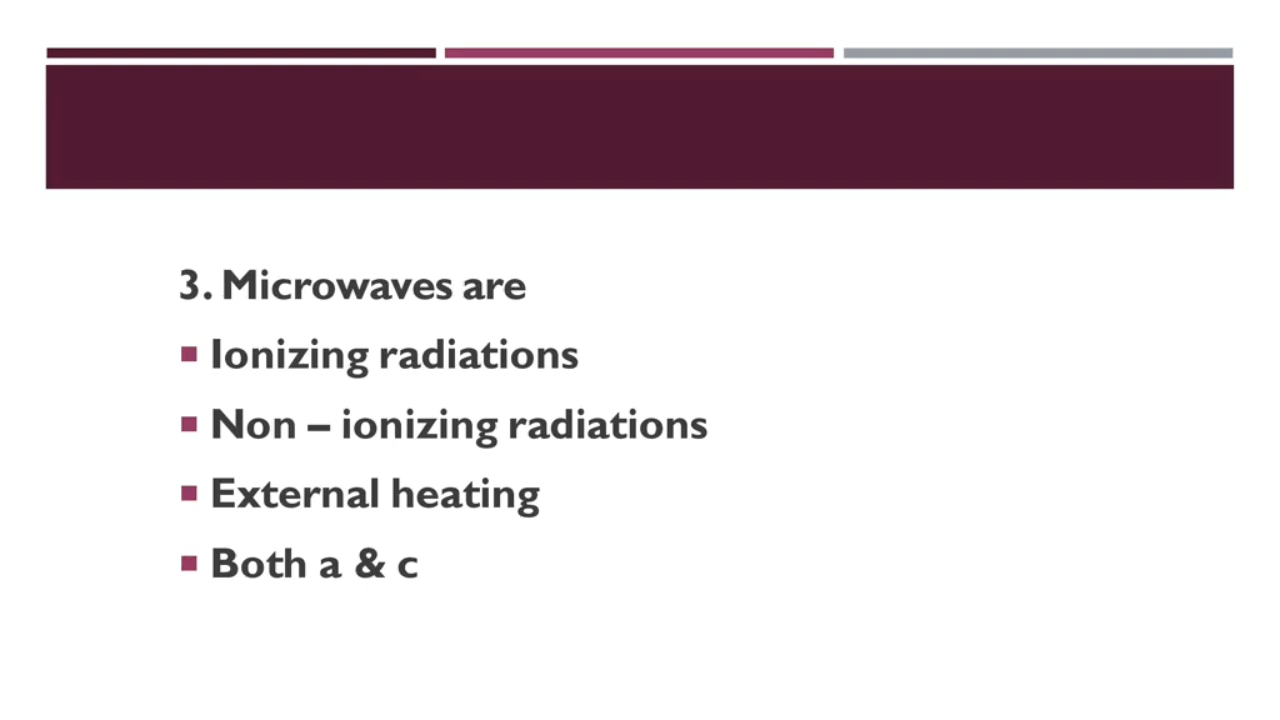 3. Microwaves are
▪ Ionizing radiations
▪ Non – ionizing radiations
▪ External heating
▪ Both a & c